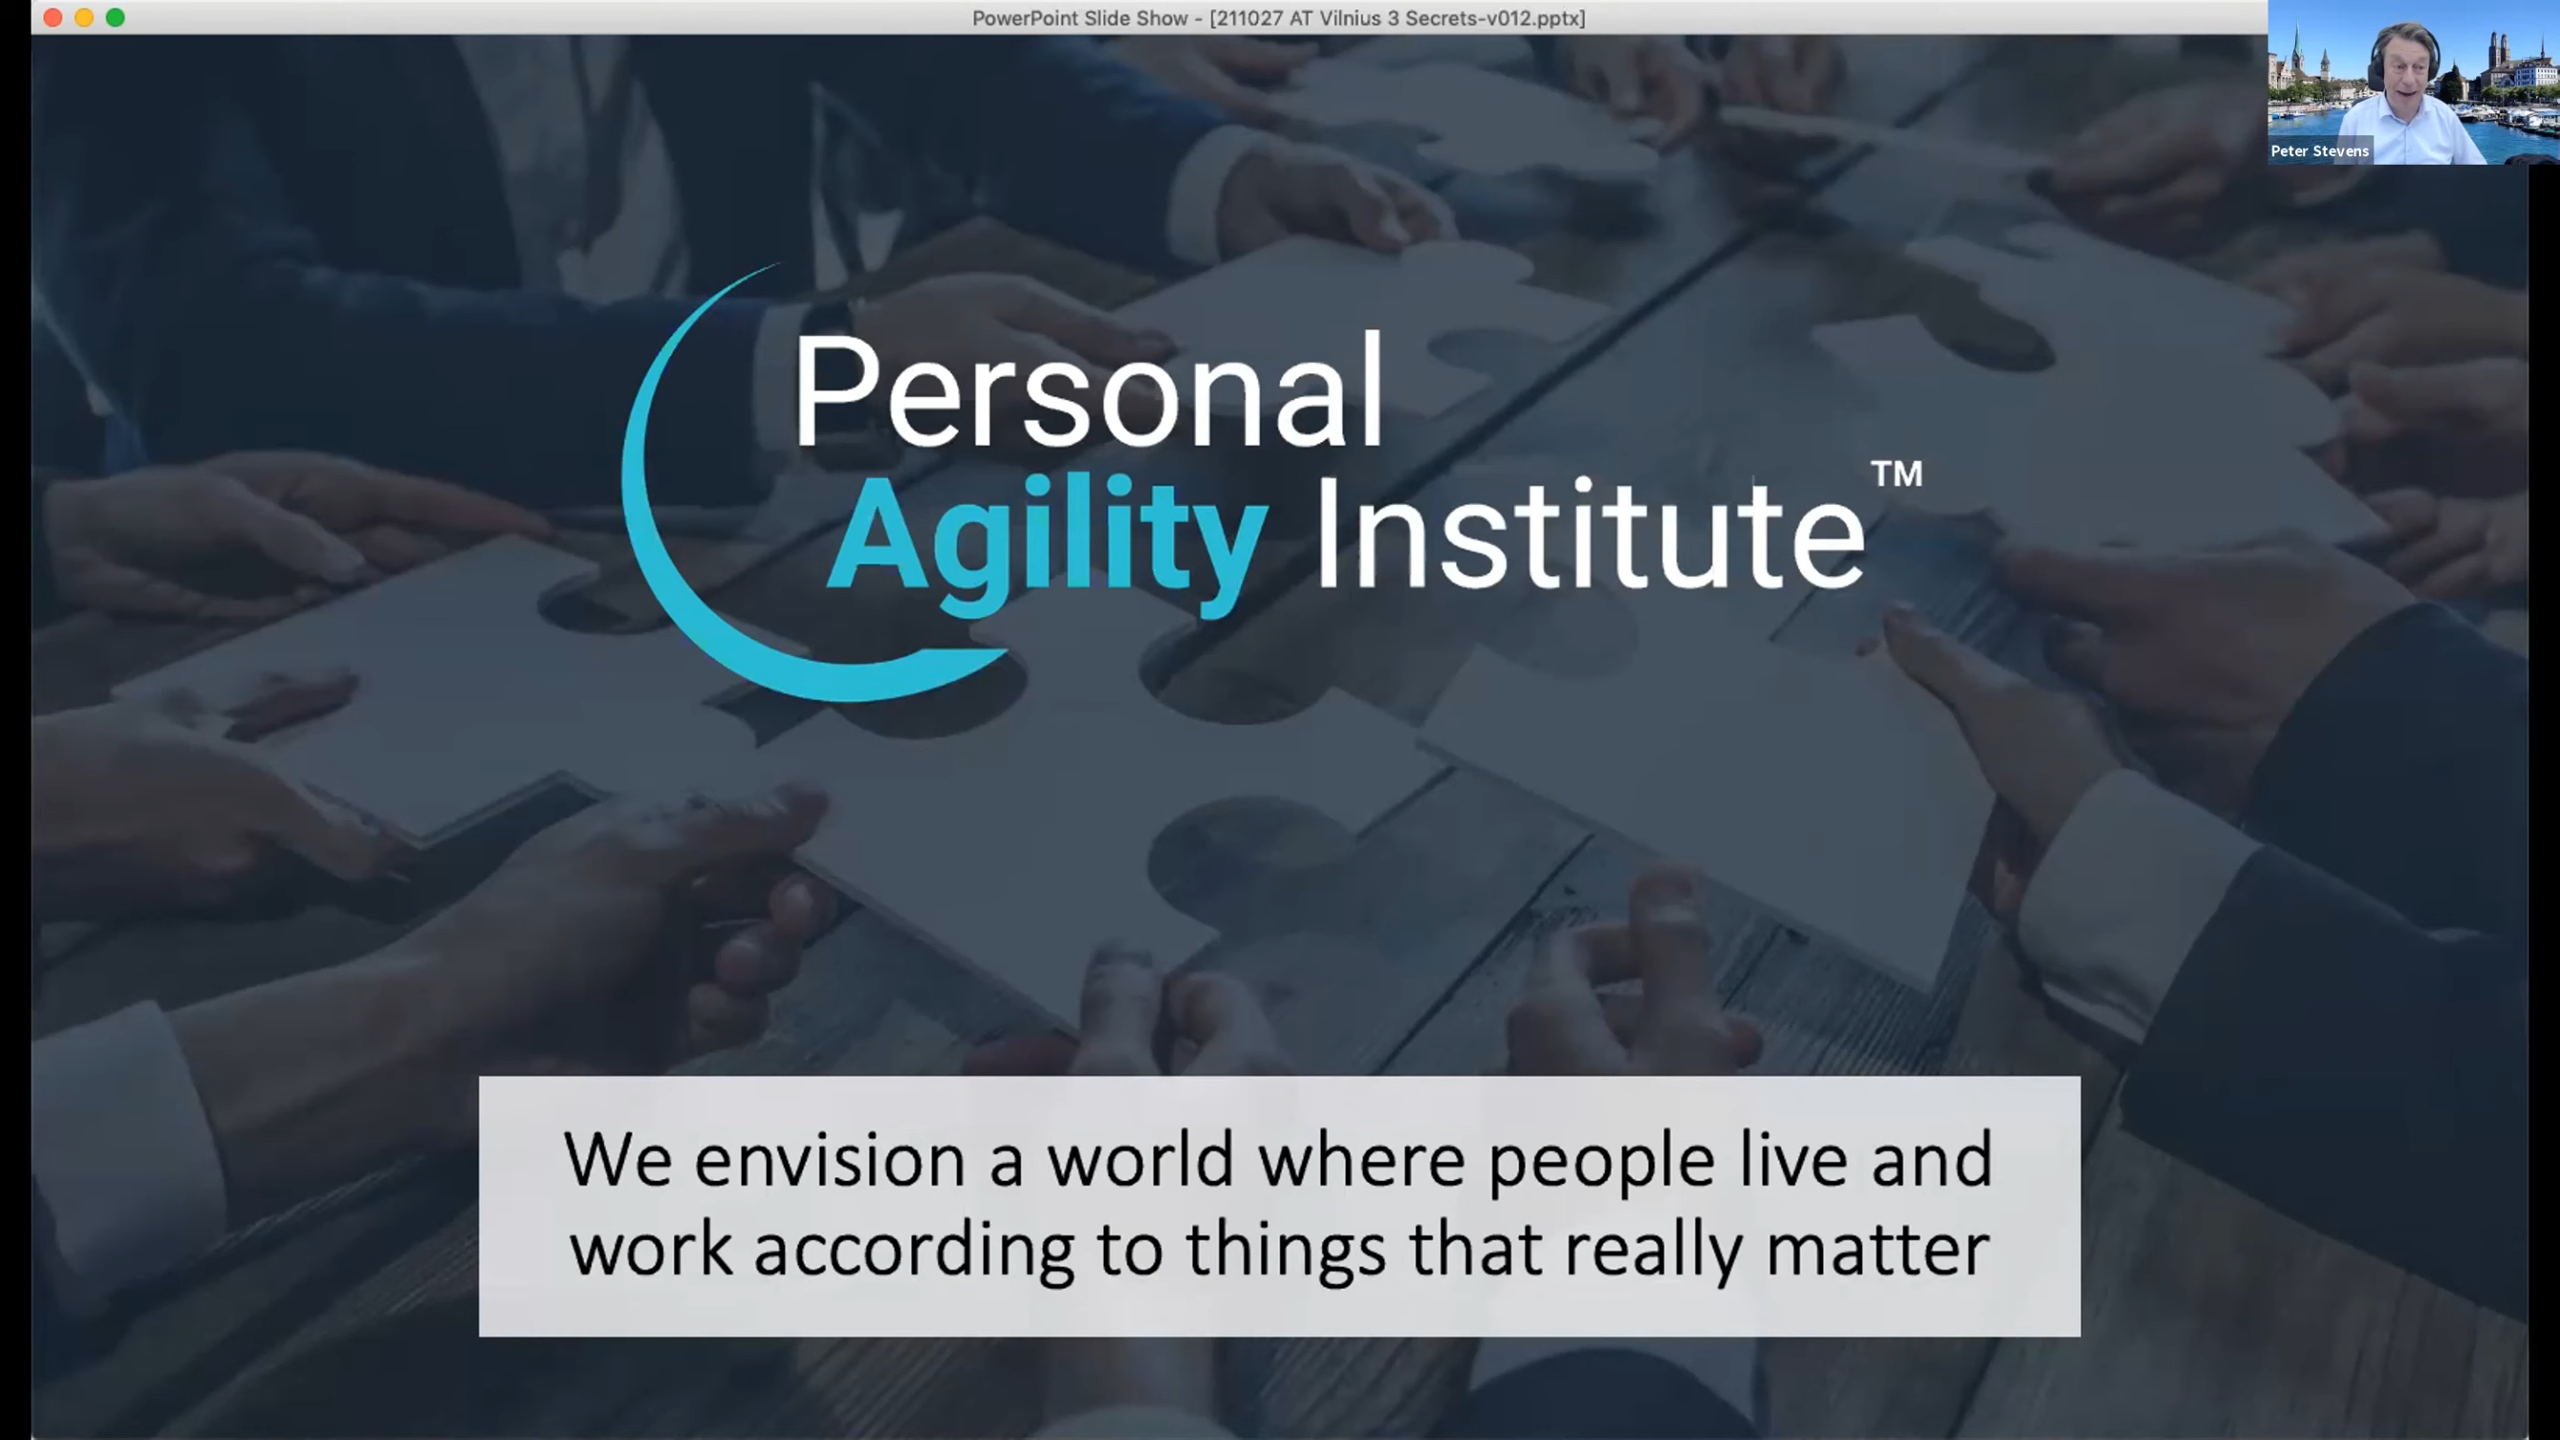 PowerPoint Slide Show - [211027 AT Vilnius 3 Secrets-v012.pptx]
Peter Stevens
Personal
Agility Institute™
We envision a world where people live and
work according to things that really matter